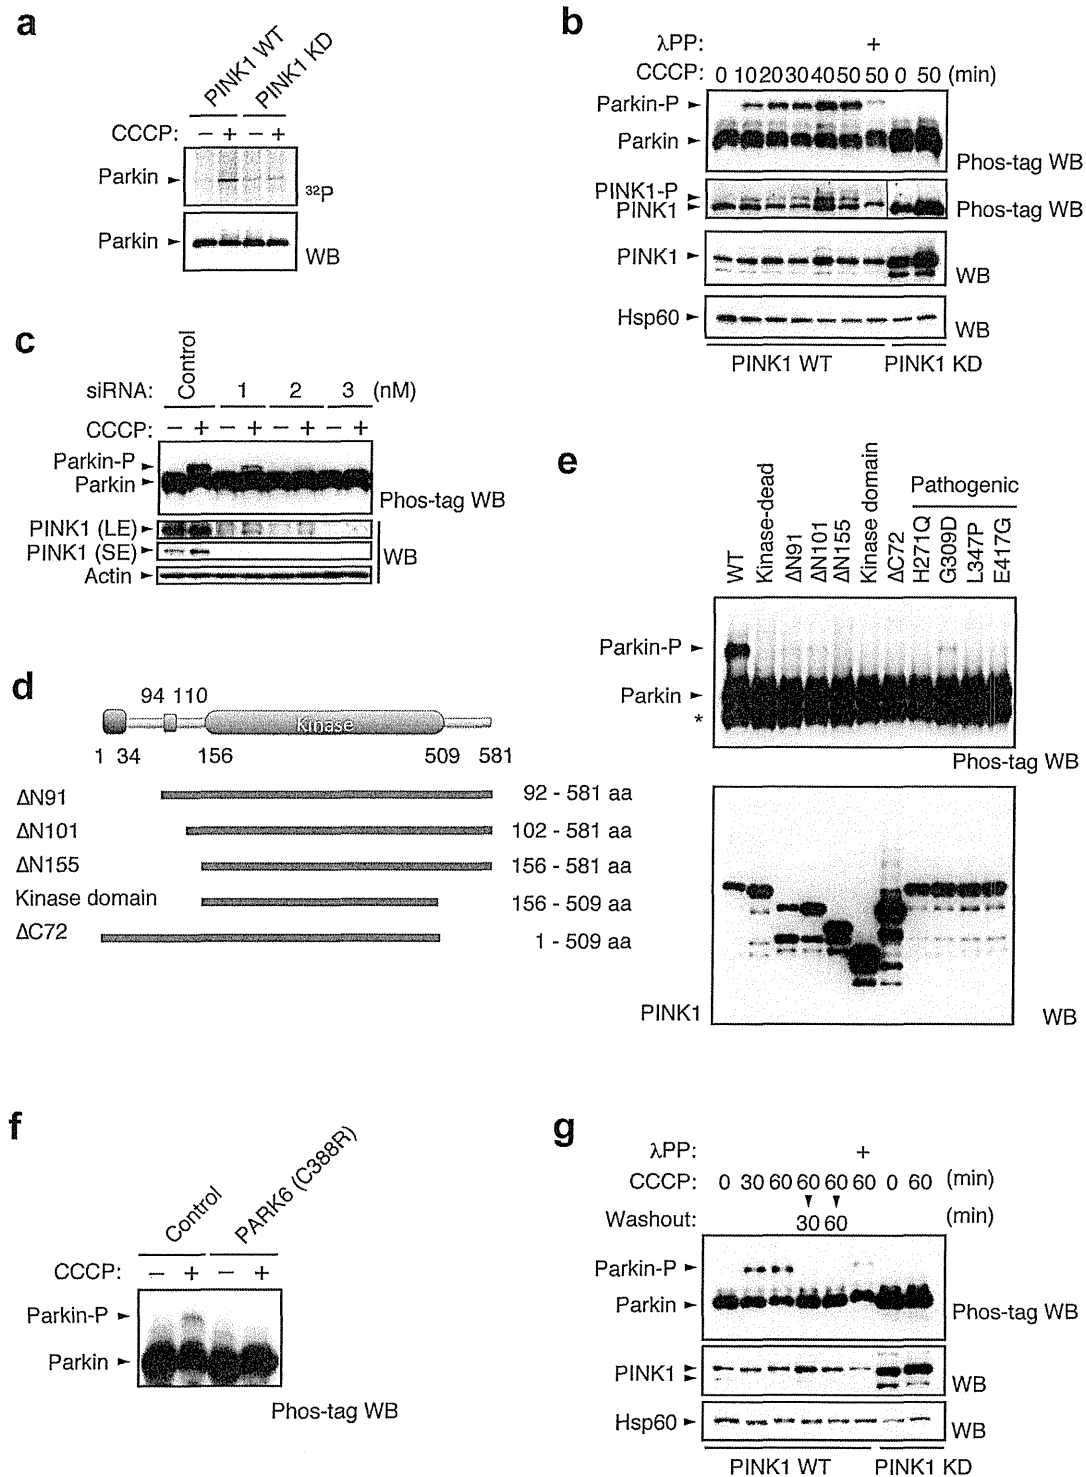 a
PINK1 WT
PINK1 KD
CCCP: – + – +
Parkin
32P
Parkin
WB
b
λPP: +
CCCP: 0 10 20 30 40 50 50 0 50 (min)
Parkin-P
Parkin
Phos-tag WB
PINK1-P
PINK1
Phos-tag WB
PINK1
WB
Hsp60
WB
PINK1 WT PINK1 KD
c
Control
siRNA: 1 2 3 (nM)
CCCP: – + – + – + – +
Parkin-P
Parkin
Phos-tag WB
PINK1 (LE)
PINK1 (SE)
WB
Actin
d
94 110
Kinase
1 34 156 509 581
ΔN91 92 - 581 aa
ΔN101 102 - 581 aa
ΔN155 156 - 581 aa
Kinase domain 156 - 509 aa
ΔC72 1 - 509 aa
e
Pathogenic
WT
Kinase-dead
ΔN91
ΔN101
ΔN155
Kinase domain
ΔC72
H271Q
G309D
L347P
E417G
Parkin-P
Parkin
*
Phos-tag WB
PINK1
WB
f
Control
PARK6 (C388R)
CCCP: – + – +
Parkin-P
Parkin
Phos-tag WB
g
λPP: +
CCCP: 0 30 60 60 60 60 0 60 (min)
Washout: 30 60 (min)
Parkin-P
Parkin
Phos-tag WB
PINK1
WB
Hsp60
WB
PINK1 WT PINK1 KD